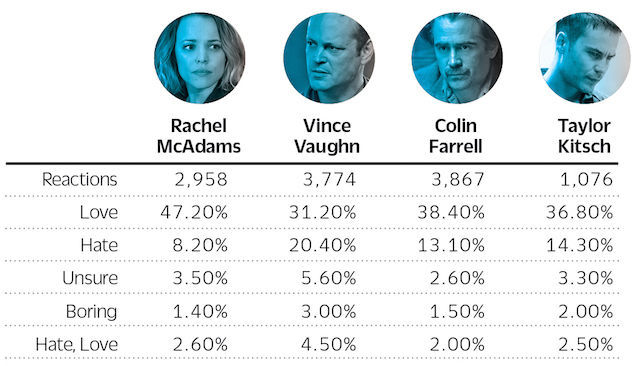 Rachel McAdams Vince Vaughn Colin Farrell Taylor Kitsch
Reactions 2,958 3,774 3,867 1,076
Love 47.20% 31.20% 38.40% 36.80%
Hate 8.20% 20.40% 13.10% 14.30%
Unsure 3.50% 5.60% 2.60% 3.30%
Boring 1.40% 3.00% 1.50% 2.00%
Hate, Love 2.60% 4.50% 2.00% 2.50%